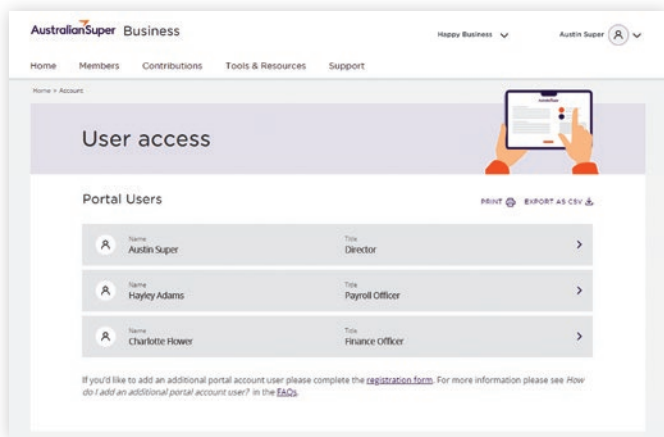 AustralianSuper Business
Happy Business
Austin Super
Home Members Contributions Tools & Resources Support
Home > Account
User access
Portal Users
PRINT EXPORT AS CSV
Name Title
Austin Super Director
Name Title
Hayley Adams Payroll Officer
Name Title
Charlotte Flower Finance Officer
If you'd like to add an additional portal account user please complete the registration form. For more information please see How
do I add an additional portal account user? in the FAQs.